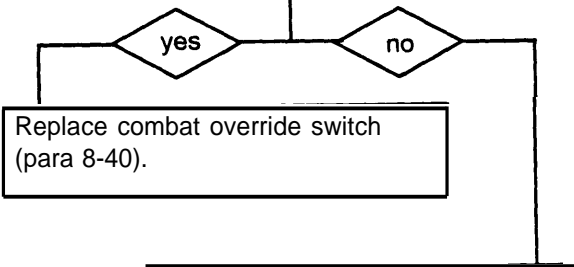 yes
no
Replace combat override switch
(para 8-40).